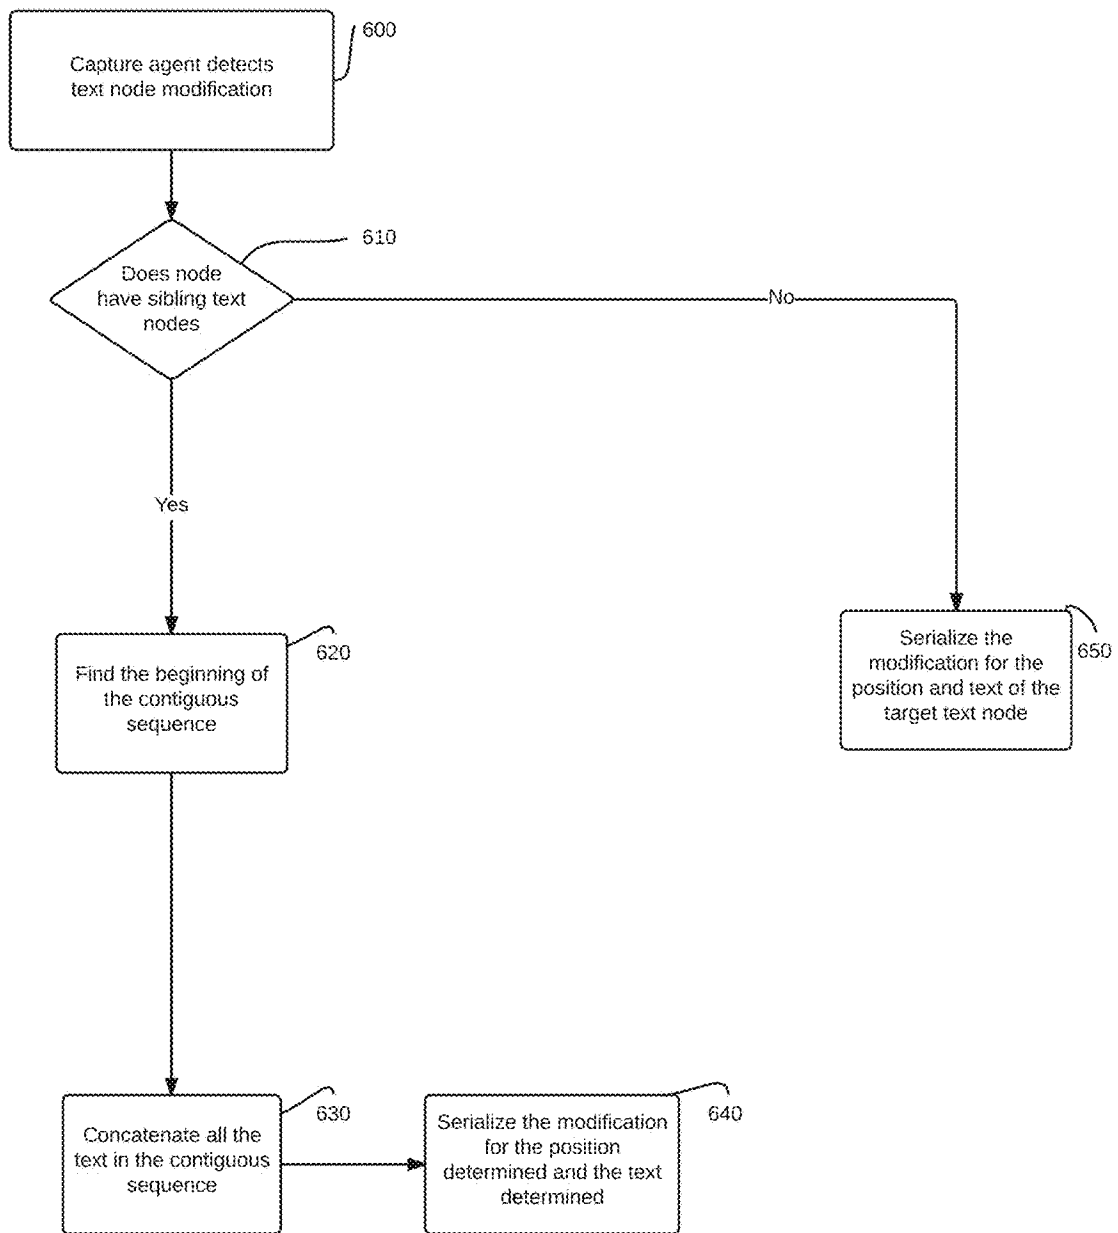 600
Capture agent detects
text node modification
610
Does node
have sibling text
nodes
No
Yes
620
Find the beginning of
the contiguous
sequence
650
Serialize the
modification for the
position and text of the
target text node
630
Concatenate all the
text in the contiguous
sequence
640
Serialize the modification
for the position
determined and the text
determined